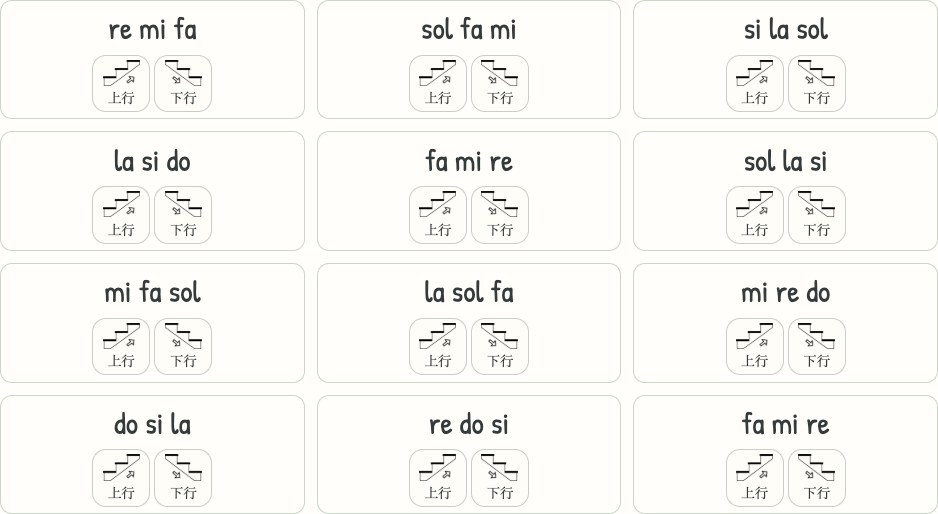 re mi fa
上行 下行
sol fa mi
上行 下行
si la sol
上行 下行
la si do
上行 下行
fa mi re
上行 下行
sol la si
上行 下行
mi fa sol
上行 下行
la sol fa
上行 下行
mi re do
上行 下行
do si la
上行 下行
re do si
上行 下行
fa mi re
上行 下行